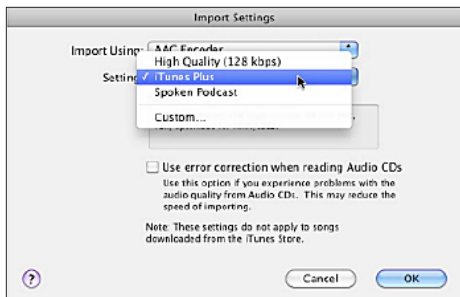 Import Settings
Import Using: AAC Encoder
High Quality (128 kbps)
Setting ✓ iTunes Plus
Spoken Podcast
Custom...
Use error correction when reading Audio CDs
Use this option if you experience problems with the
audio quality from Audio CDs. This may reduce the
speed of importing.
Note: These settings do not apply to songs
downloaded from the iTunes Store.
? Cancel OK